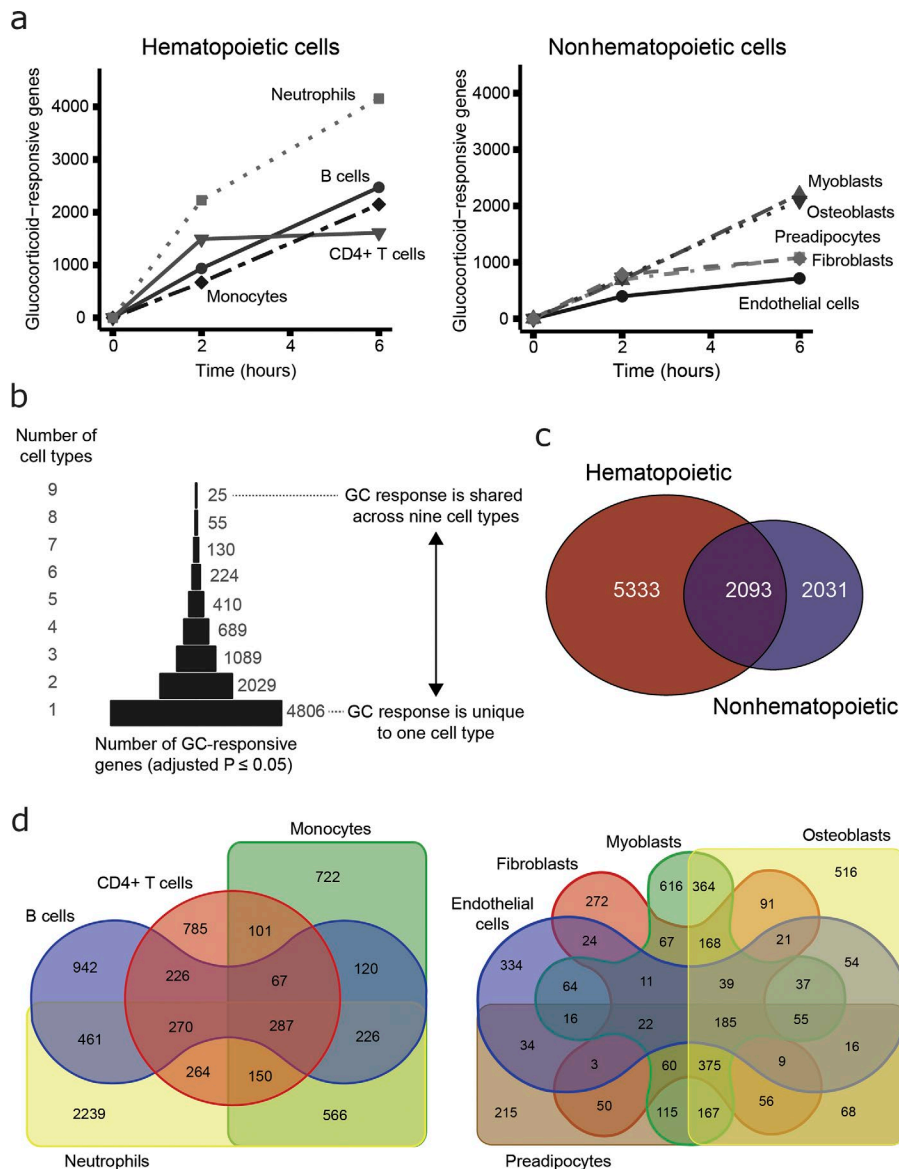 a
Hematopoietic cells
Nonhematopoietic cells
Glucocorticoid−responsive genes
4000
3000
2000
1000
0
0
2
4
6
Time (hours)
Neutrophils
B cells
CD4+ T cells
Monocytes
Glucocorticoid−responsive genes
4000
3000
2000
1000
0
0
2
4
6
Time (hours)
Myoblasts
Osteoblasts
Preadipocytes
Fibroblasts
Endothelial cells
b
Number of
cell types
9
25
8
55
7
130
6
224
5
410
4
689
3
1089
2
2029
1
4806
GC response is shared
across nine cell types
GC response is unique
to one cell type
Number of GC-responsive
genes (adjusted P ≤ 0.05)
c
Hematopoietic
5333
2093
2031
Nonhematopoietic
d
Monocytes
CD4+ T cells
B cells
722
785
101
942
226
67
120
461
270
287
226
264
150
2239
566
Neutrophils
Myoblasts
Osteoblasts
Fibroblasts
Endothelial
cells
616
364
516
272
91
24
67
168
21
334
11
39
54
64
37
16
22
185
55
34
16
3
60
375
9
215
50
115
167
56
68
Preadipocytes